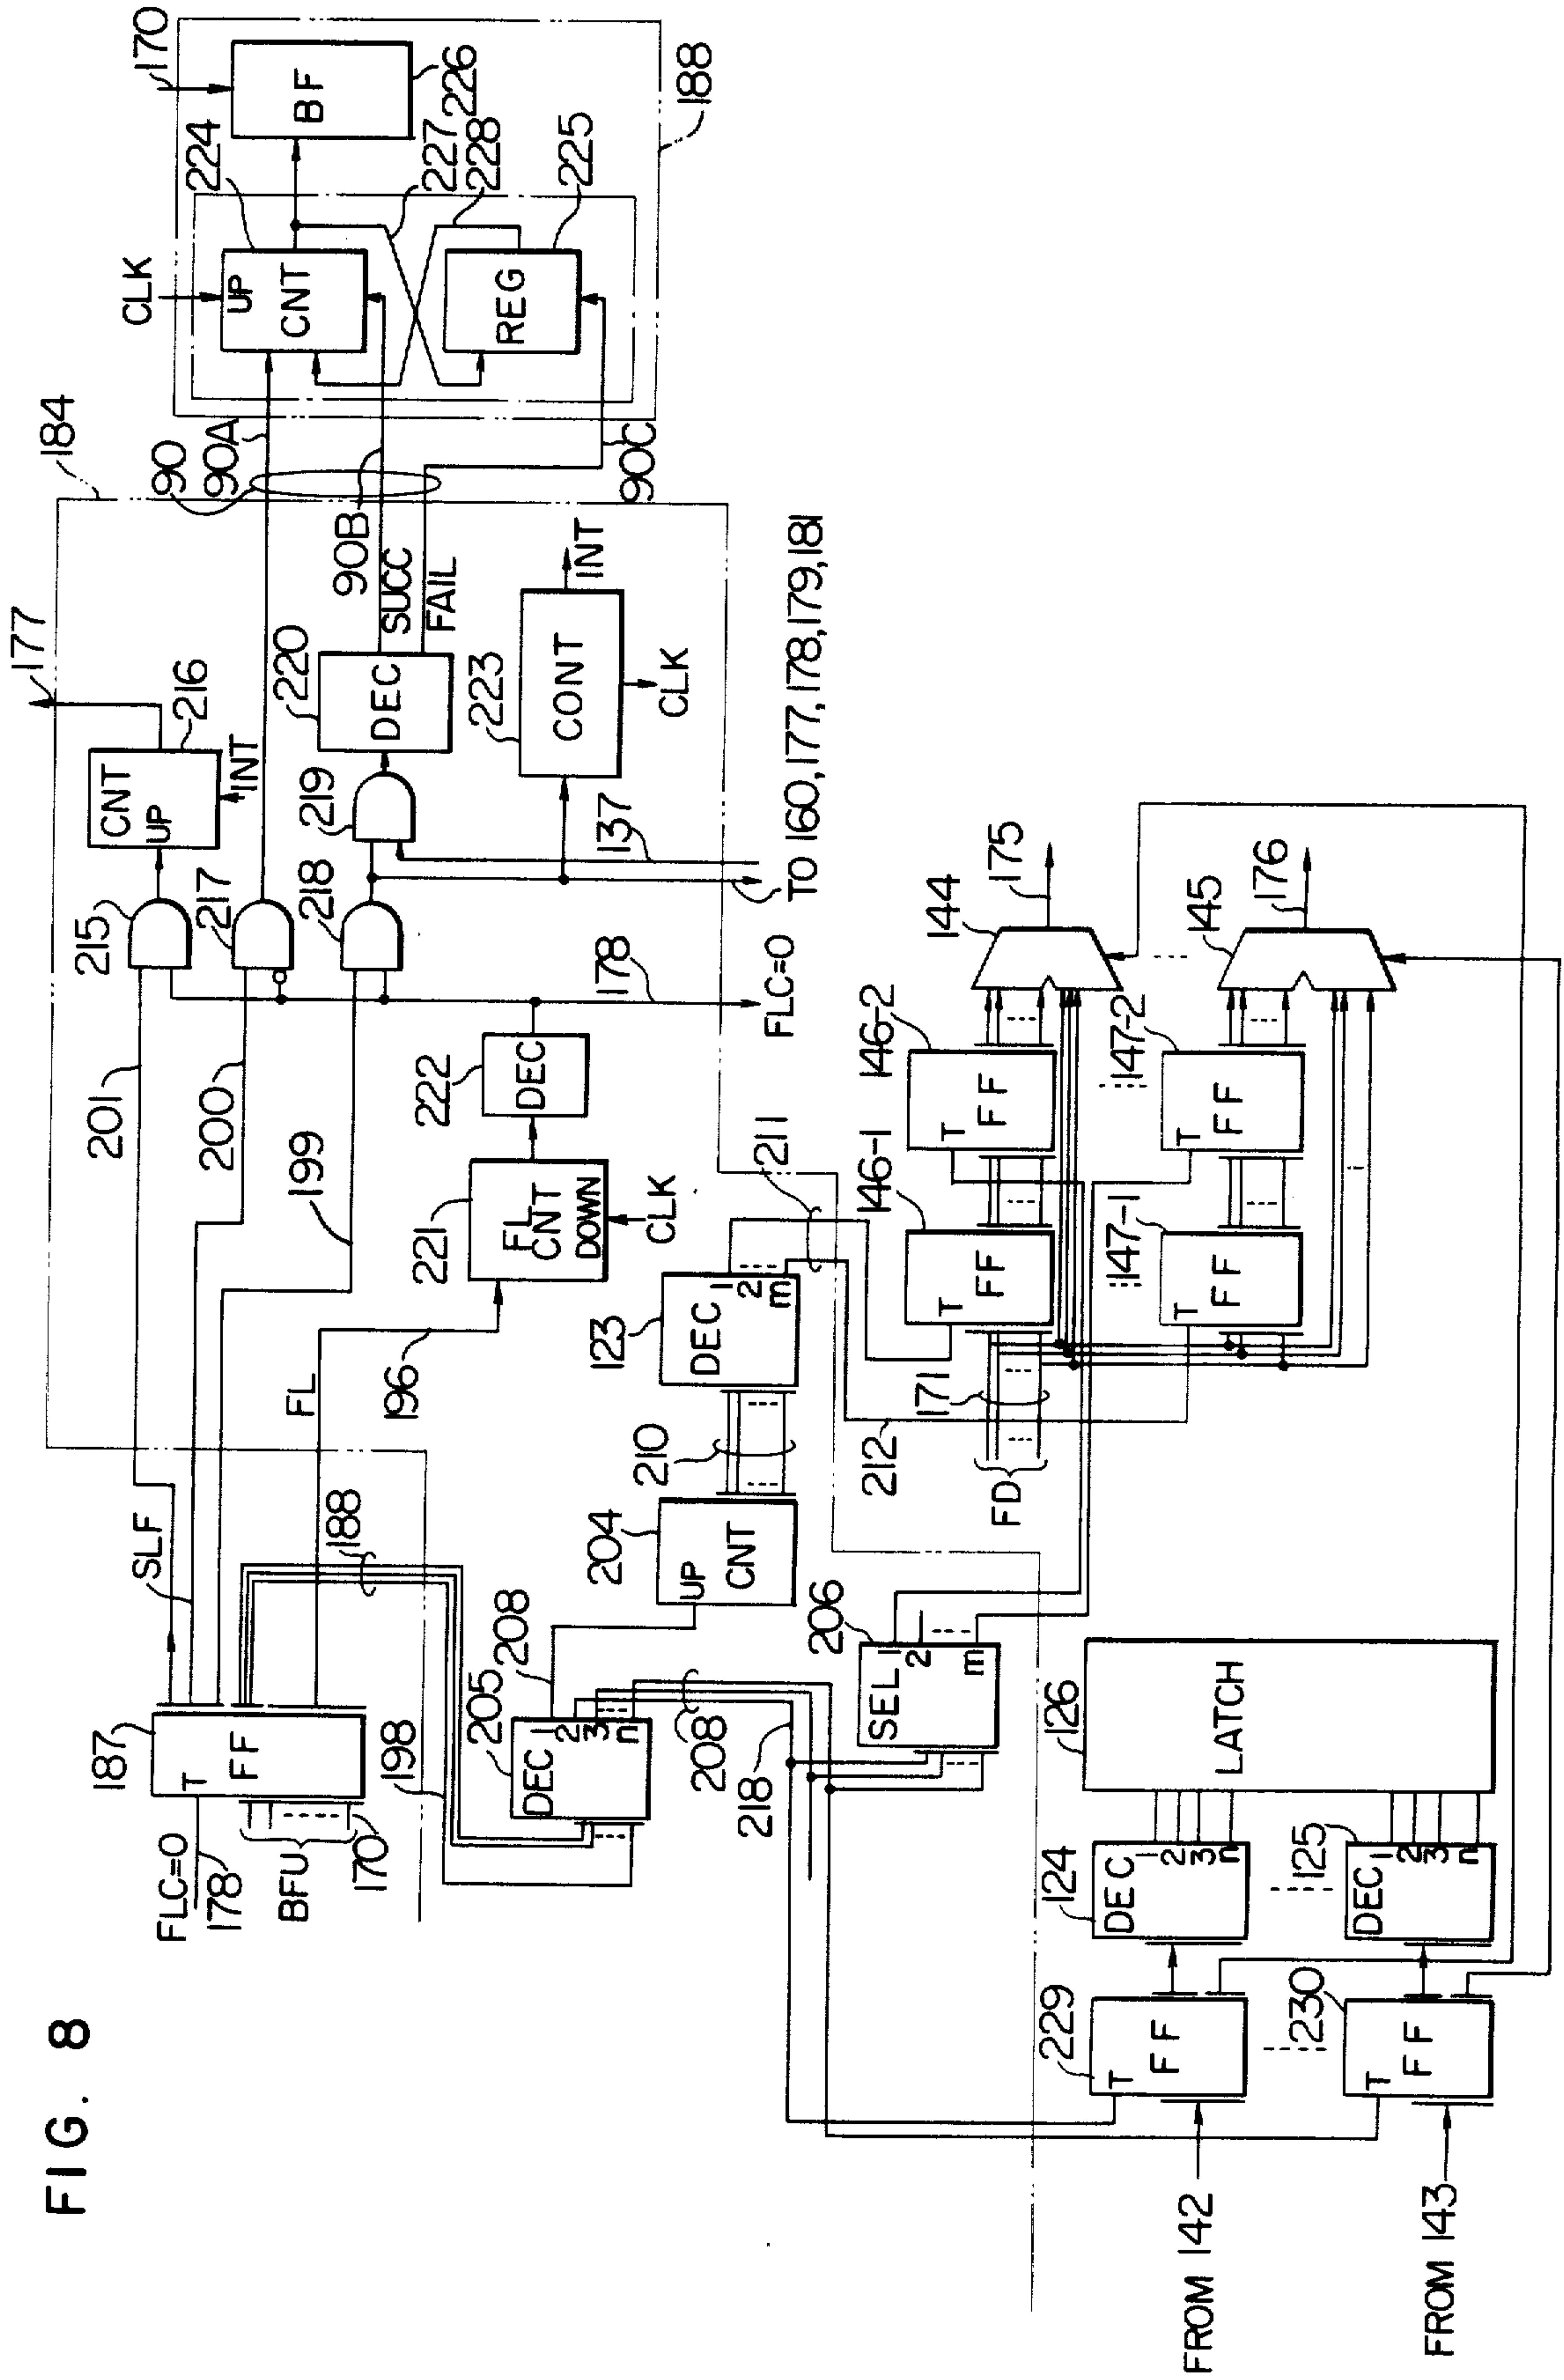 FIG. 8
FLC=0
178
BFU
170
187
T
FF
SLF
188
198
FL
196
201
200
199
215
217
218
CNT
UP
216
INT
177
184
219
220
DEC
90B
SUCC
FAIL
90
90A
90C
223
CONT
INT
CLK
137
TO 160,177,178,179,181
178
FLC=0
222
DEC
221
FL
CNT
DOWN
CLK
CLK
UP
CNT
224
BF
170
226
227
228
REG
225
188
205
DEC
1
2
3
n
208
208
218
204
UP
CNT
210
123
DEC
1
2
m
211
212
206
SEL
1
2
m
FD
171
146-1
T
FF
146-2
T
FF
144
175
147-1
T
FF
147-2
T
FF
145
176
126
LATCH
124
DEC
1
2
3
n
125
DEC
1
2
3
n
229
T
FF
230
T
FF
FROM 142
FROM 143